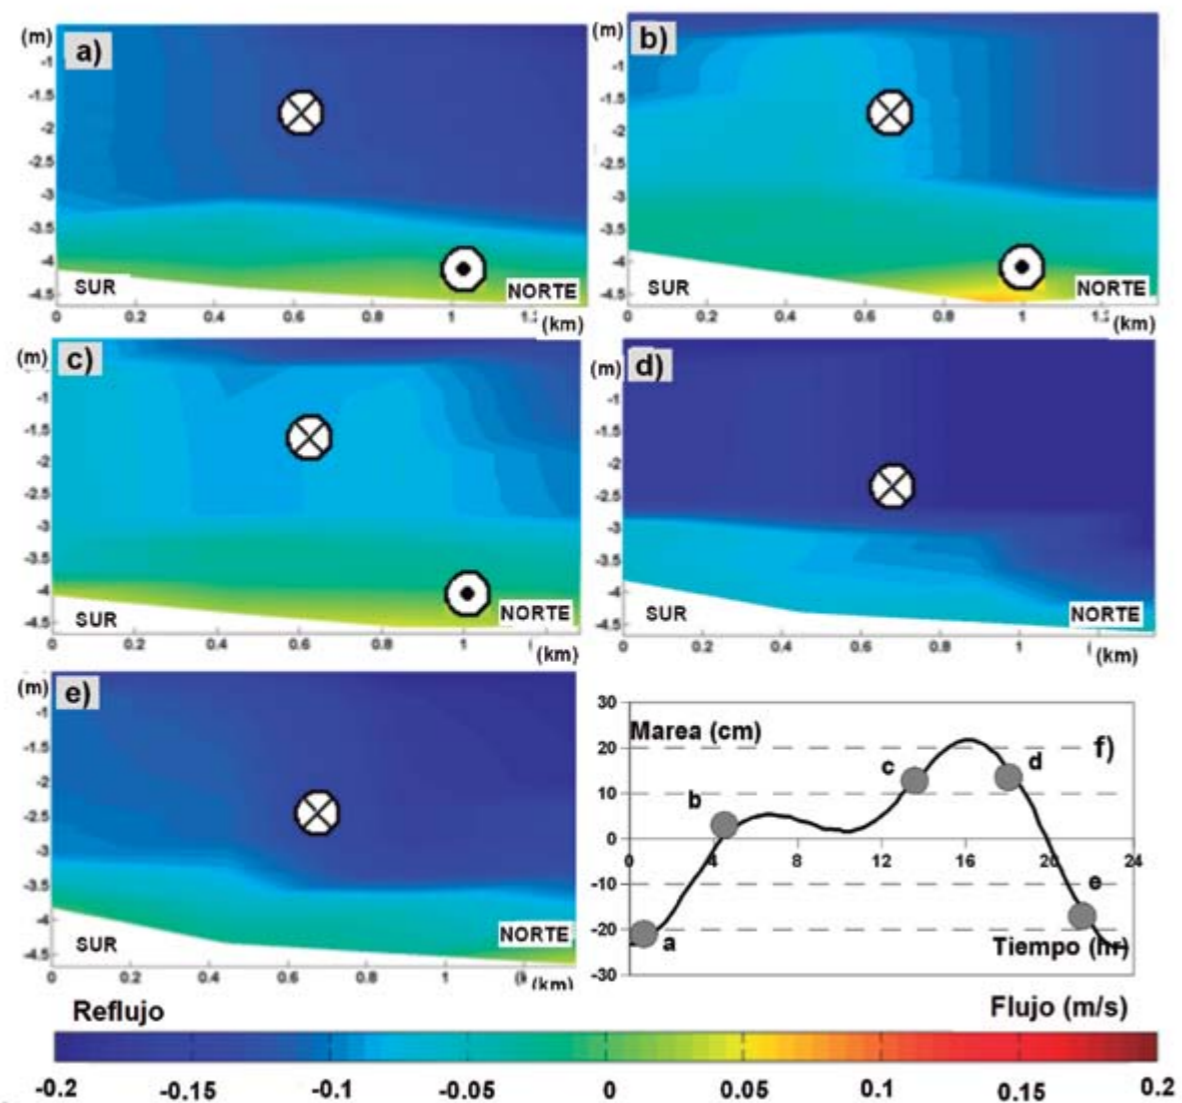 (m)
a)
-1
-1.5
-2
-2.5
-3
-3.5
-4
-4.5
SUR
NORTE
0 0.2 0.4 0.6 0.8 1
(km)
(m)
b)
-1
-1.5
-2
-2.5
-3
-3.5
-4
-4.5
SUR
NORTE
0 0.2 0.4 0.6 0.8 1
(km)
(m)
c)
-1
-1.5
-2
-2.5
-3
-3.5
-4
-4.5
SUR
NORTE
0 0.2 0.4 0.6 0.8 1
(km)
(m)
d)
-1
-1.5
-2
-2.5
-3
-3.5
-4
-4.5
SUR
NORTE
0 0.2 0.4 0.6 0.8 1
(km)
(m)
e)
-1
-1.5
-2
-2.5
-3
-3.5
-4
-4.5
SUR
NORTE
0 0.2 0.4 0.6 0.8 1
(km)
30
Marea (cm)
f)
20
c
d
10
b
0
0 4 8 12 16 20 24
-10
e
-20
a
Tiempo (hr)
-30
Reflujo
Flujo (m/s)
-0.2 -0.15 -0.1 -0.05 0 0.05 0.1 0.15 0.2